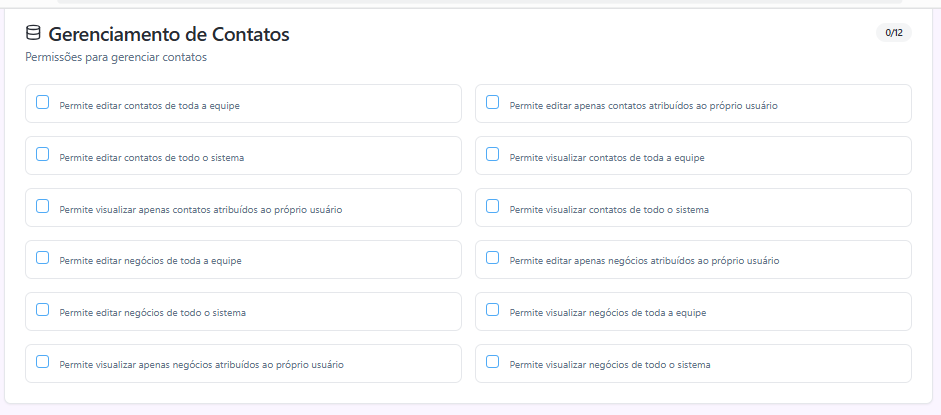 Gerenciamento de Contatos
0/12
Permissões para gerenciar contatos
Permite editar contatos de toda a equipe
Permite editar apenas contatos atribuídos ao próprio usuário
Permite editar contatos de todo o sistema
Permite visualizar contatos de toda a equipe
Permite visualizar apenas contatos atribuídos ao próprio usuário
Permite visualizar contatos de todo o sistema
Permite editar negócios de toda a equipe
Permite editar apenas negócios atribuídos ao próprio usuário
Permite editar negócios de todo o sistema
Permite visualizar negócios de toda a equipe
Permite visualizar apenas negócios atribuídos ao próprio usuário
Permite visualizar negócios de todo o sistema